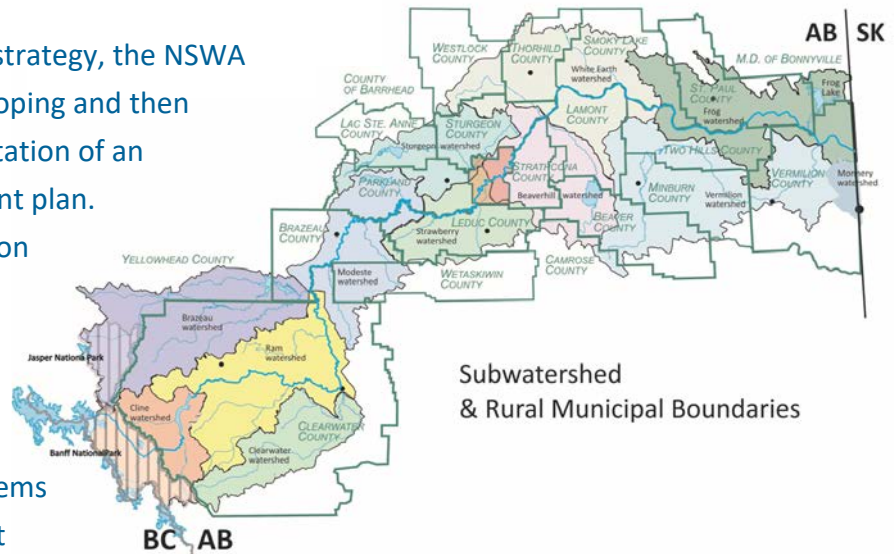 strategy, the NSWA
oping and then
tation of an
nt plan.
on
ems
t
AB SK
WESTLOCK
COUNTY
THORHILD
COUNTY
SMOKY LAKE
COUNTY
M.D. OF BONNYVILLE
White Earth
watershed
COUNTY
OF BARRHEAD
ST. PAUL
COUNTY
Frog
Lake
Frog
watershed
LAMONT
COUNTY
LAC STE. ANNE
COUNTY
STURGEON
COUNTY
Sturgeon watershed
TWO HILLS COUNTY
STRATHCONA
COUNTY
PARKLAND
COUNTY
Beaverhill watershed
MINBURN
COUNTY
Vermilion
watershed
VERMILION
COUNTY
Monnery
watershed
BRAZEAU
COUNTY
Strawberry
watershed
LEDUC COUNTY
BEAVER
COUNTY
YELLOWHEAD COUNTY
Modeste
watershed
WETASKIWIN
COUNTY
CAMROSE
COUNTY
Brazeau
watershed
Ram
watershed
Jasper National Park
Subwatershed
& Rural Municipal Boundaries
Cline
watershed
CLEARWATER
COUNTY
Clearwater
watershed
Banff NationalPark
BC AB